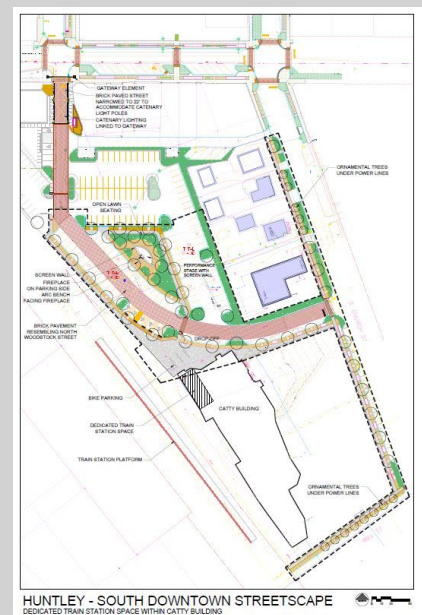 GATEWAY ELEMENT
BRICK PAVED STREET
NARROWED TO 22' TO
ACCOMMODATE CATENARY
LIGHT POLES
CATENARY LIGHTING
LINKED TO GATEWAY
ORNAMENTAL TREES
UNDER POWER LINES
OPEN LAWN
SEATING
SCREEN WALL
FIREPLACE
ON PARKING SIDE
ARC BENCH
FACING FIREPLACE
PERFORMANCE
STAGE WITH
SCREEN WALL
BRICK PAVEMENT
RESEMBLING NORTH
WOODSTOCK STREET
DROP OFF
BIKE PARKING
CATTY BUILDING
DEDICATED TRAIN
STATION SPACE
TRAIN STATION PLATFORM
ORNAMENTAL TREES
UNDER POWER LINES
HUNTLEY - SOUTH DOWNTOWN STREETSCAPE
DEDICATED TRAIN STATION SPACE WITHIN CATTY BUILDING